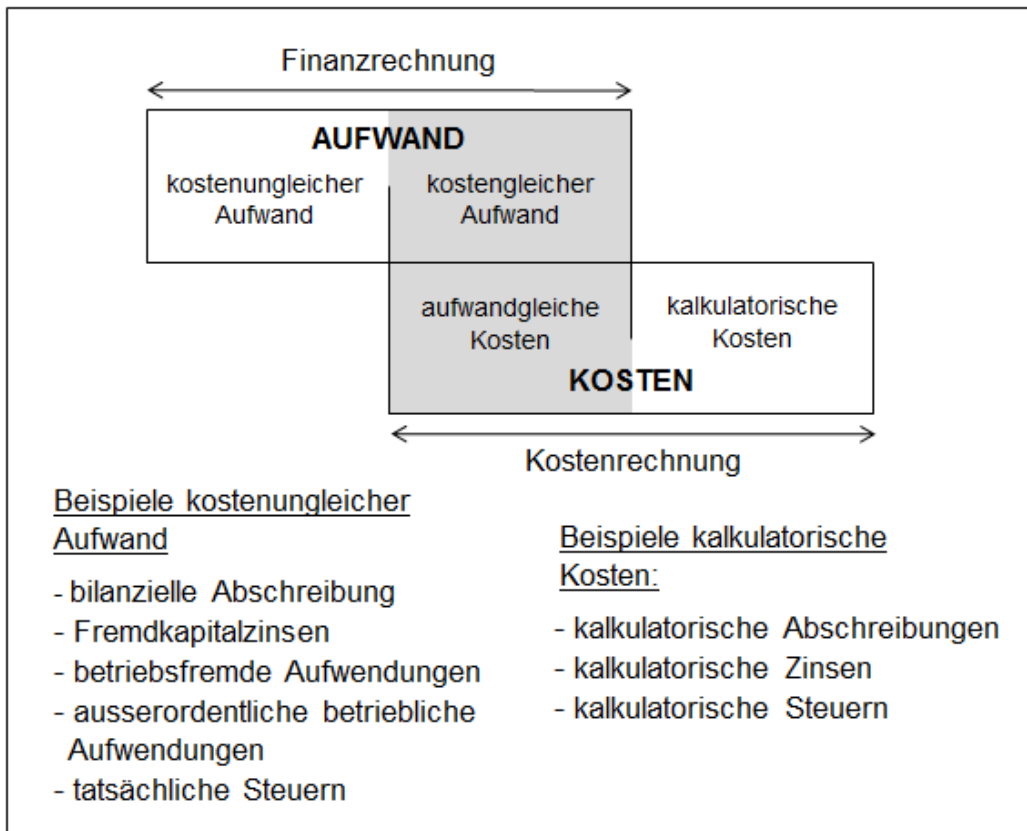 Finanzrechnung
AUFWAND
kostenungleicher
Aufwand
kostengleicher
Aufwand
aufwandgleiche
Kosten
kalkulatorische
Kosten
KOSTEN
Kostenrechnung
Beispiele kostenungleicher
Aufwand
- bilanzielle Abschreibung
- Fremdkapitalzinsen
- betriebsfremde Aufwendungen
- ausserordentliche betriebliche
Aufwendungen
- tatsächliche Steuern
Beispiele kalkulatorische
Kosten:
- kalkulatorische Abschreibungen
- kalkulatorische Zinsen
- kalkulatorische Steuern